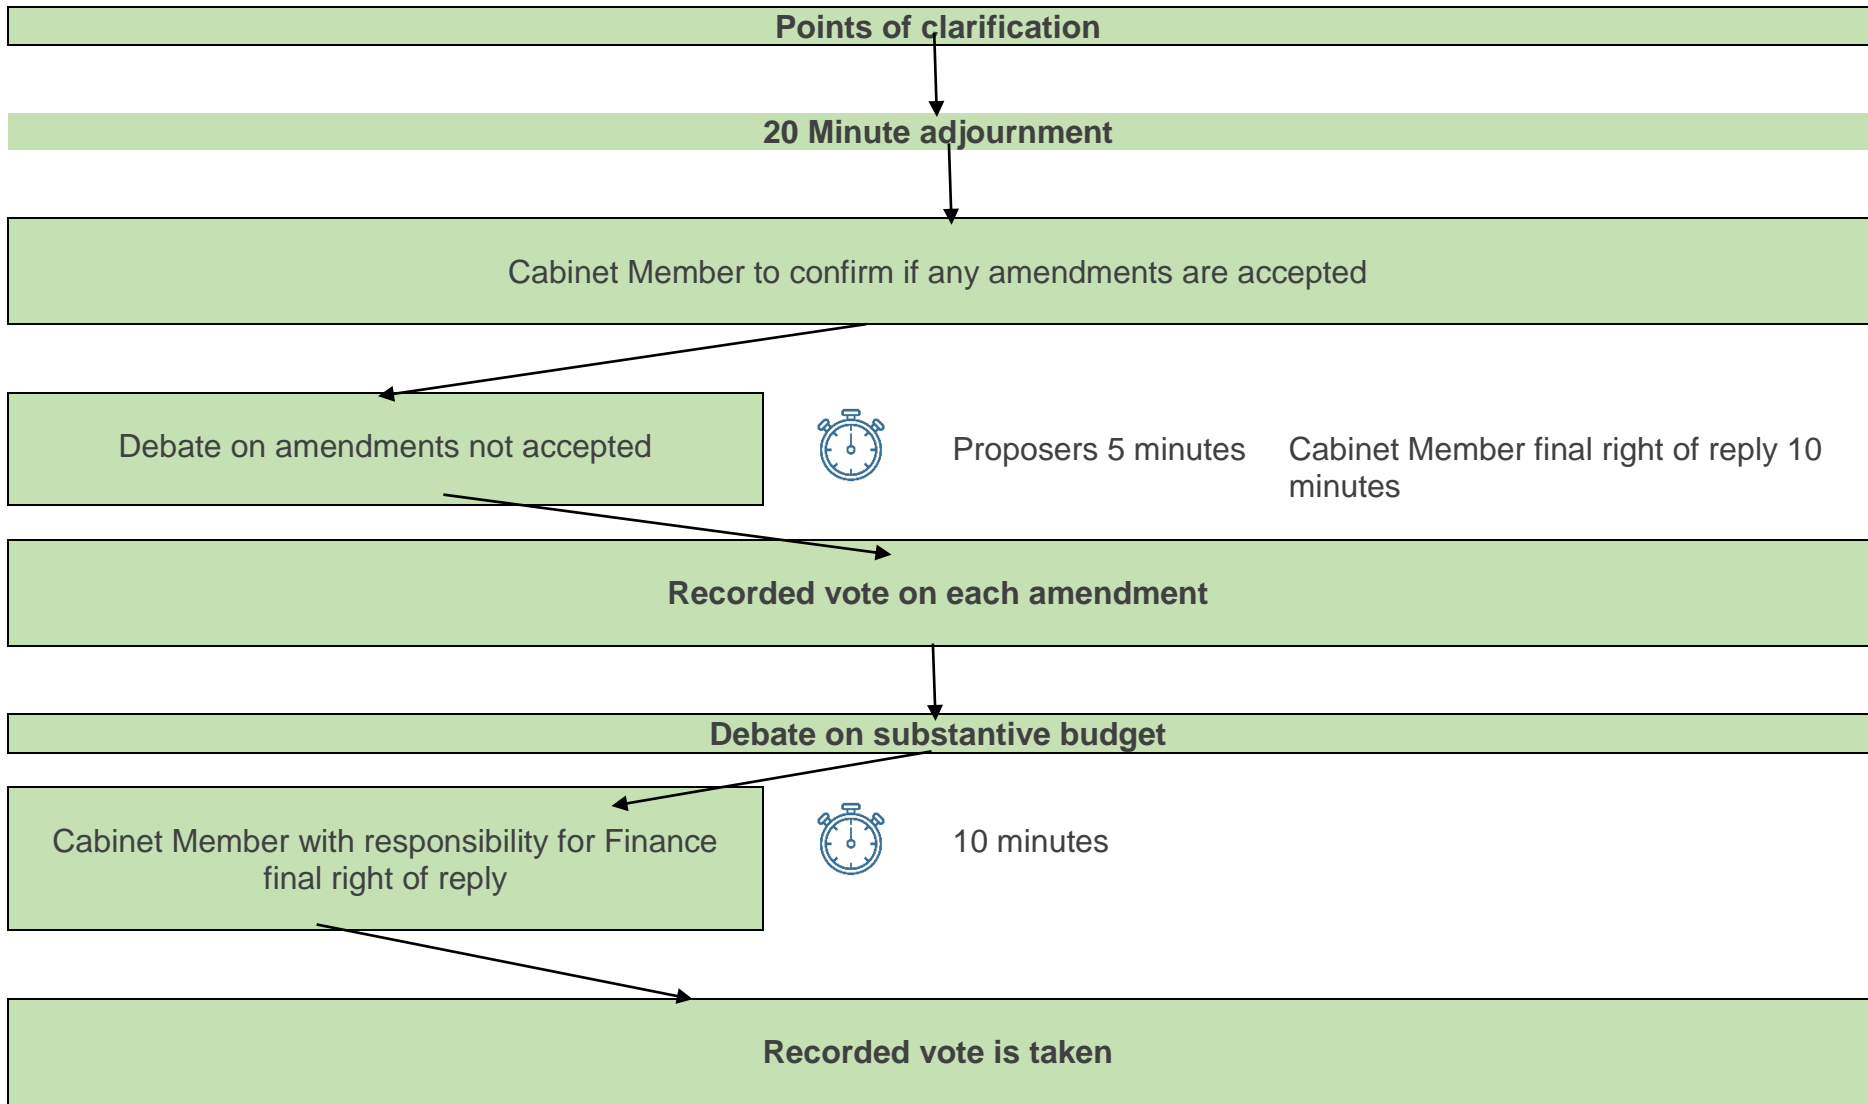 Points of clarification
20 Minute adjournment
Cabinet Member to confirm if any amendments are accepted
Debate on amendments not accepted
Proposers 5 minutes
Cabinet Member final right of reply 10
minutes
Recorded vote on each amendment
Debate on substantive budget
Cabinet Member with responsibility for Finance
final right of reply
10 minutes
Recorded vote is taken